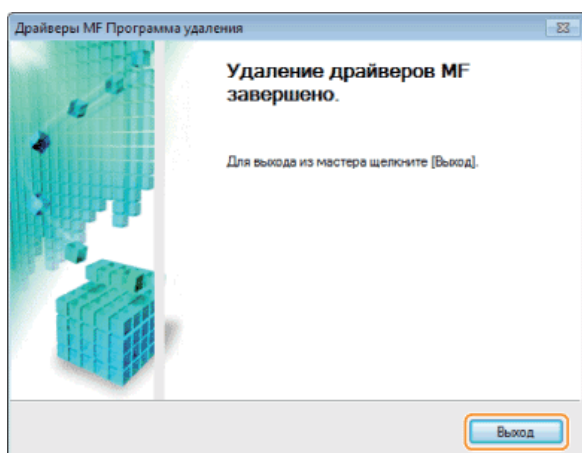 Драйверы MF Программа удаления
Удаление драйверов MF
завершено.
Для выхода из мастера щелкните [Выход].
Выход